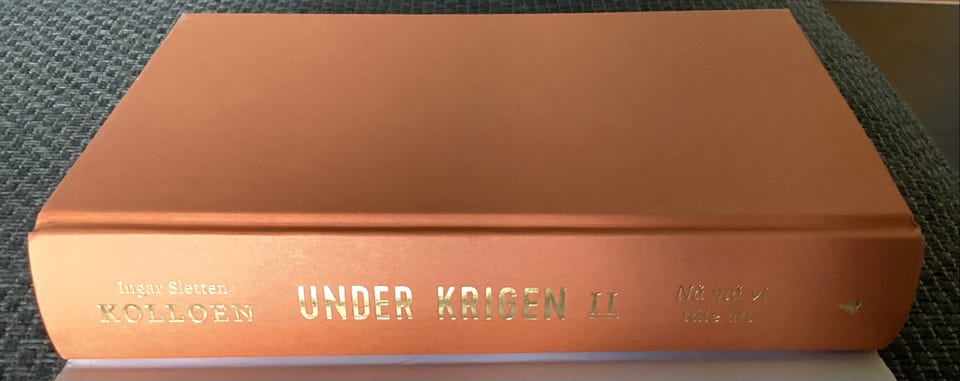 Ingar Sletten
KOLLOEN
UNDER KRIGEN II
Nå må vi
tåle alt